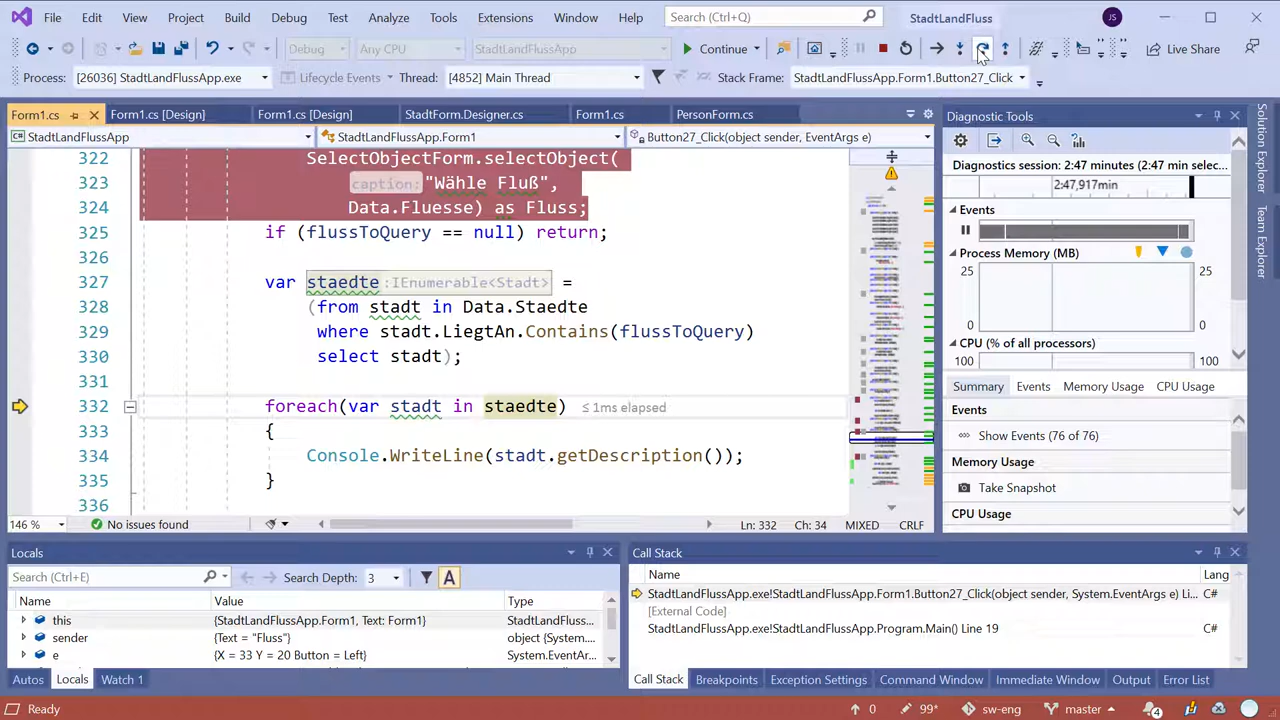 File Edit View Project Build Debug Test Analyze Tools Extensions Window Help Search (Ctrl+Q) StadtLandFluss JS
Debug Any CPU StadtLandFlussApp Continue Live Share
Process: [26036] StadtLandFlussApp.exe Lifecycle Events Thread: [4852] Main Thread Stack Frame: StadtLandFlussApp.Form1.Button27_Click
Form1.cs Form1.cs [Design] Form1.cs [Design] StadtForm.Designer.cs Form1.cs PersonForm.cs
StadtLandFlussApp StadtLandFlussApp.Form1 Button27_Click(object sender, EventArgs e)
322 SelectObjectForm.selectObject(
323 caption: "Wähle Fluß",
324 Data.Fluesse) as Fluss;
325 if (flussToQuery == null) return;
326
327 var staedte :IEnumerable<Stadt> =
328 (from stadt in Data.Staedte
329 where stadt.LiegtAn.Contains(flussToQuery)
330 select stadt);
331
332 foreach(var stadt in staedte) ≤ 1ms elapsed
333 {
334 Console.WriteLine(stadt.getDescription());
335 }
336
146 % No issues found Ln: 332 Ch: 34 MIXED CRLF
Diagnostic Tools
Diagnostics session: 2:47 minutes (2:47 min selec...
2:47,917min
Events
Process Memory (MB)
25 25
0 0
CPU (% of all processors)
100 100
Summary Events Memory Usage CPU Usage
Events
Show Events (76 of 76)
Memory Usage
Take Snapshot
CPU Usage
Solution Explorer
Team Explorer
Locals
Search (Ctrl+E) Search Depth: 3 A
Name Value Type
this {StadtLandFlussApp.Form1, Text: Form1} StadtLandFluss...
sender {Text = "Fluss"} object {System....
e {X = 33 Y = 20 Button = Left} System.EventAr...
Autos Locals Watch 1
Call Stack
Name Lang
StadtLandFlussApp.exe!StadtLandFlussApp.Form1.Button27_Click(object sender, System.EventArgs e) Li... C#
[External Code]
StadtLandFlussApp.exe!StadtLandFlussApp.Program.Main() Line 19 C#
Call Stack Breakpoints Exception Settings Command Window Immediate Window Output Error List
Ready 0 99* sw-eng master 4